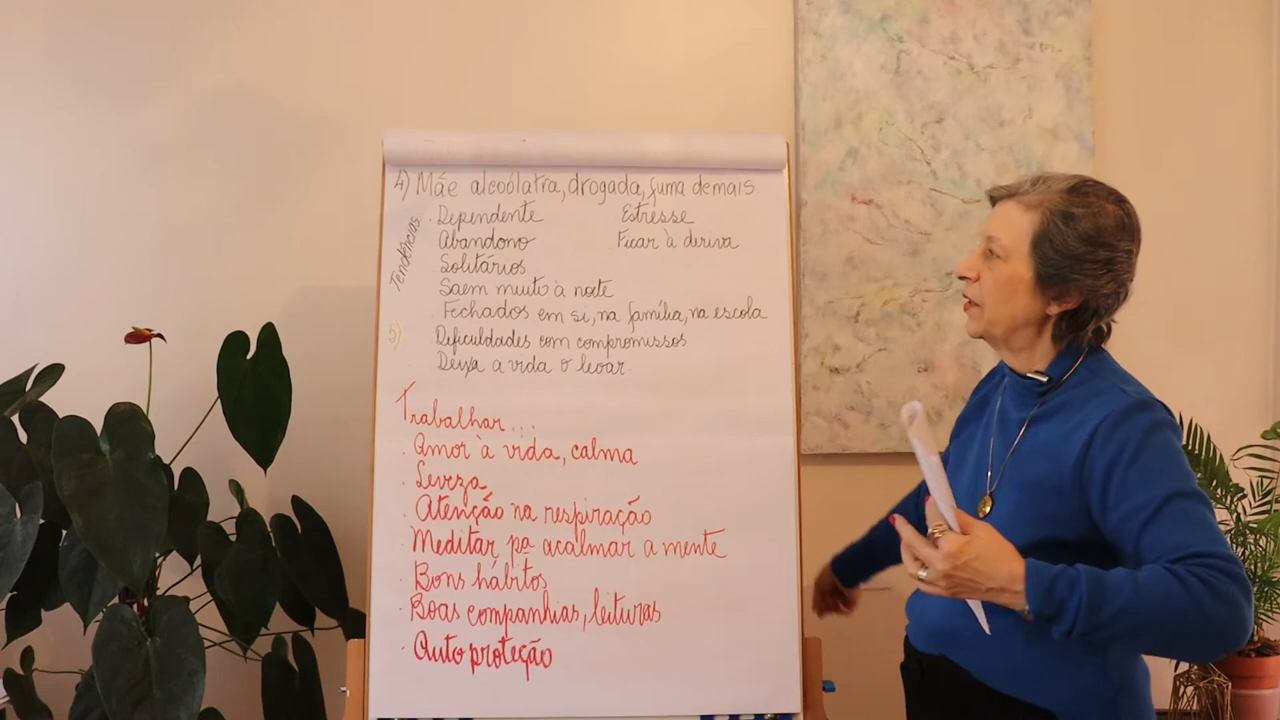 4) Mãe alcoólatra, drogada, fuma demais
Tendências
. Dependente
Estresse
Abandono
Ficar à deriva
Solitários
Saem muito à noite
Fechados em si, na família, na escola
5)
Dificuldades com compromissos
Deixa a vida o levar.
Trabalhar...
. Amor à vida, calma
. Leveza
. Atenção na respiração
. Meditar pa acalmar a mente
. Bons hábitos
. Boas companhias, leituras
. Auto proteção